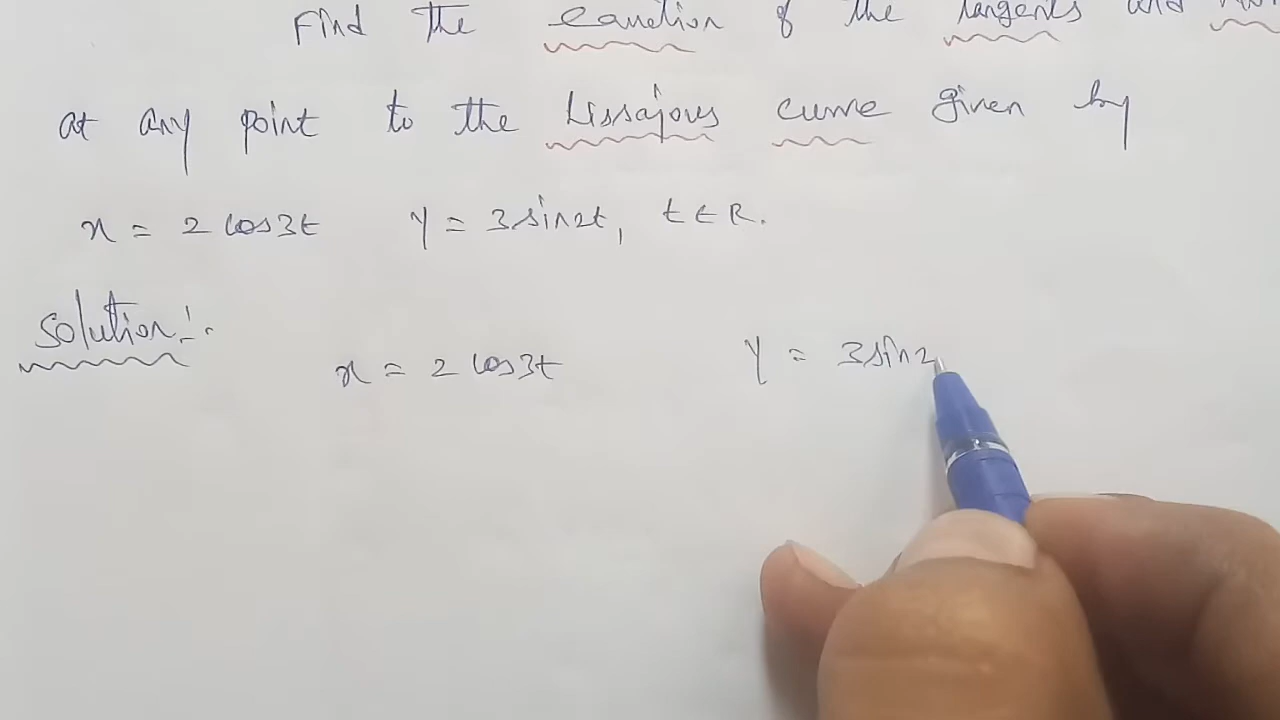 Find the equation of the tangents and
at any point to the Lissajous curve given by
x = 2 cos3t y = 3sin2t, t ∈ R.
Solution:-
x = 2 cos3t y = 3sin2